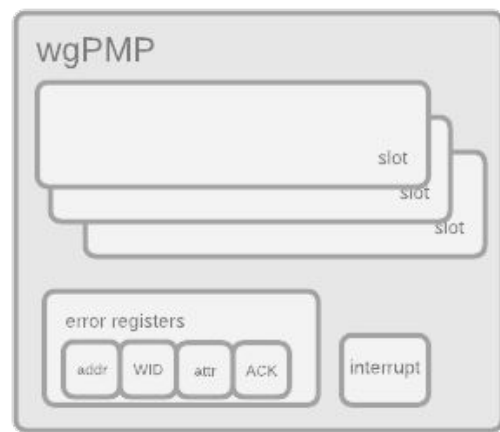 wgPMP
slot
slot
slot
error registers
addr WID attr ACK
interrupt